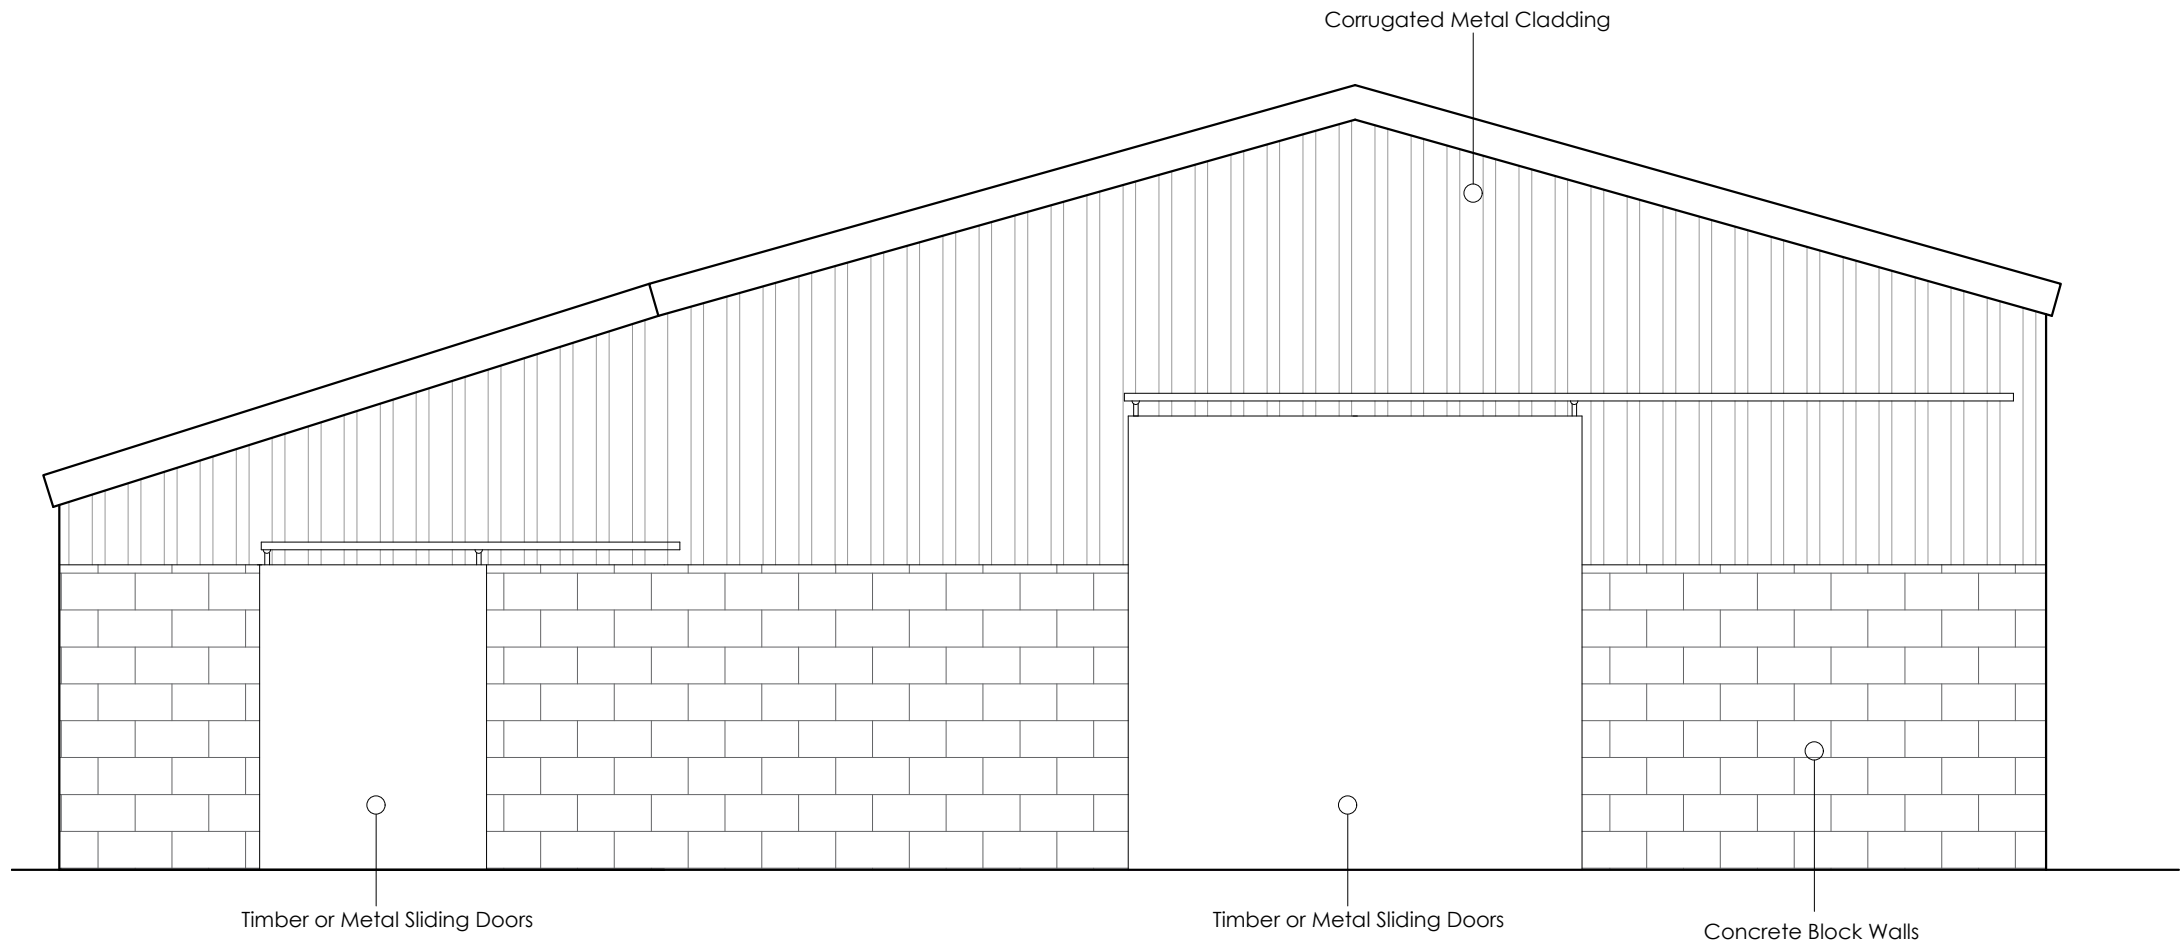 Corrugated Metal Cladding
Timber or Metal Sliding Doors
Timber or Metal Sliding Doors
Concrete Block Walls